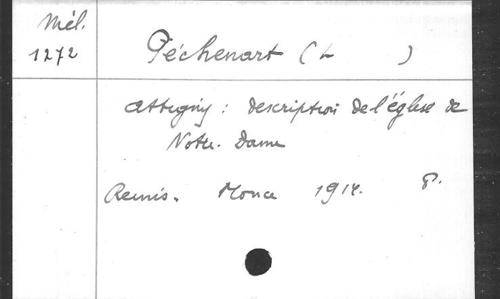 Mél.
1272
Péchenart (L )
Attigny : Description de l'église de
Notre. Dame
Reims. Monce 1914. 8°.